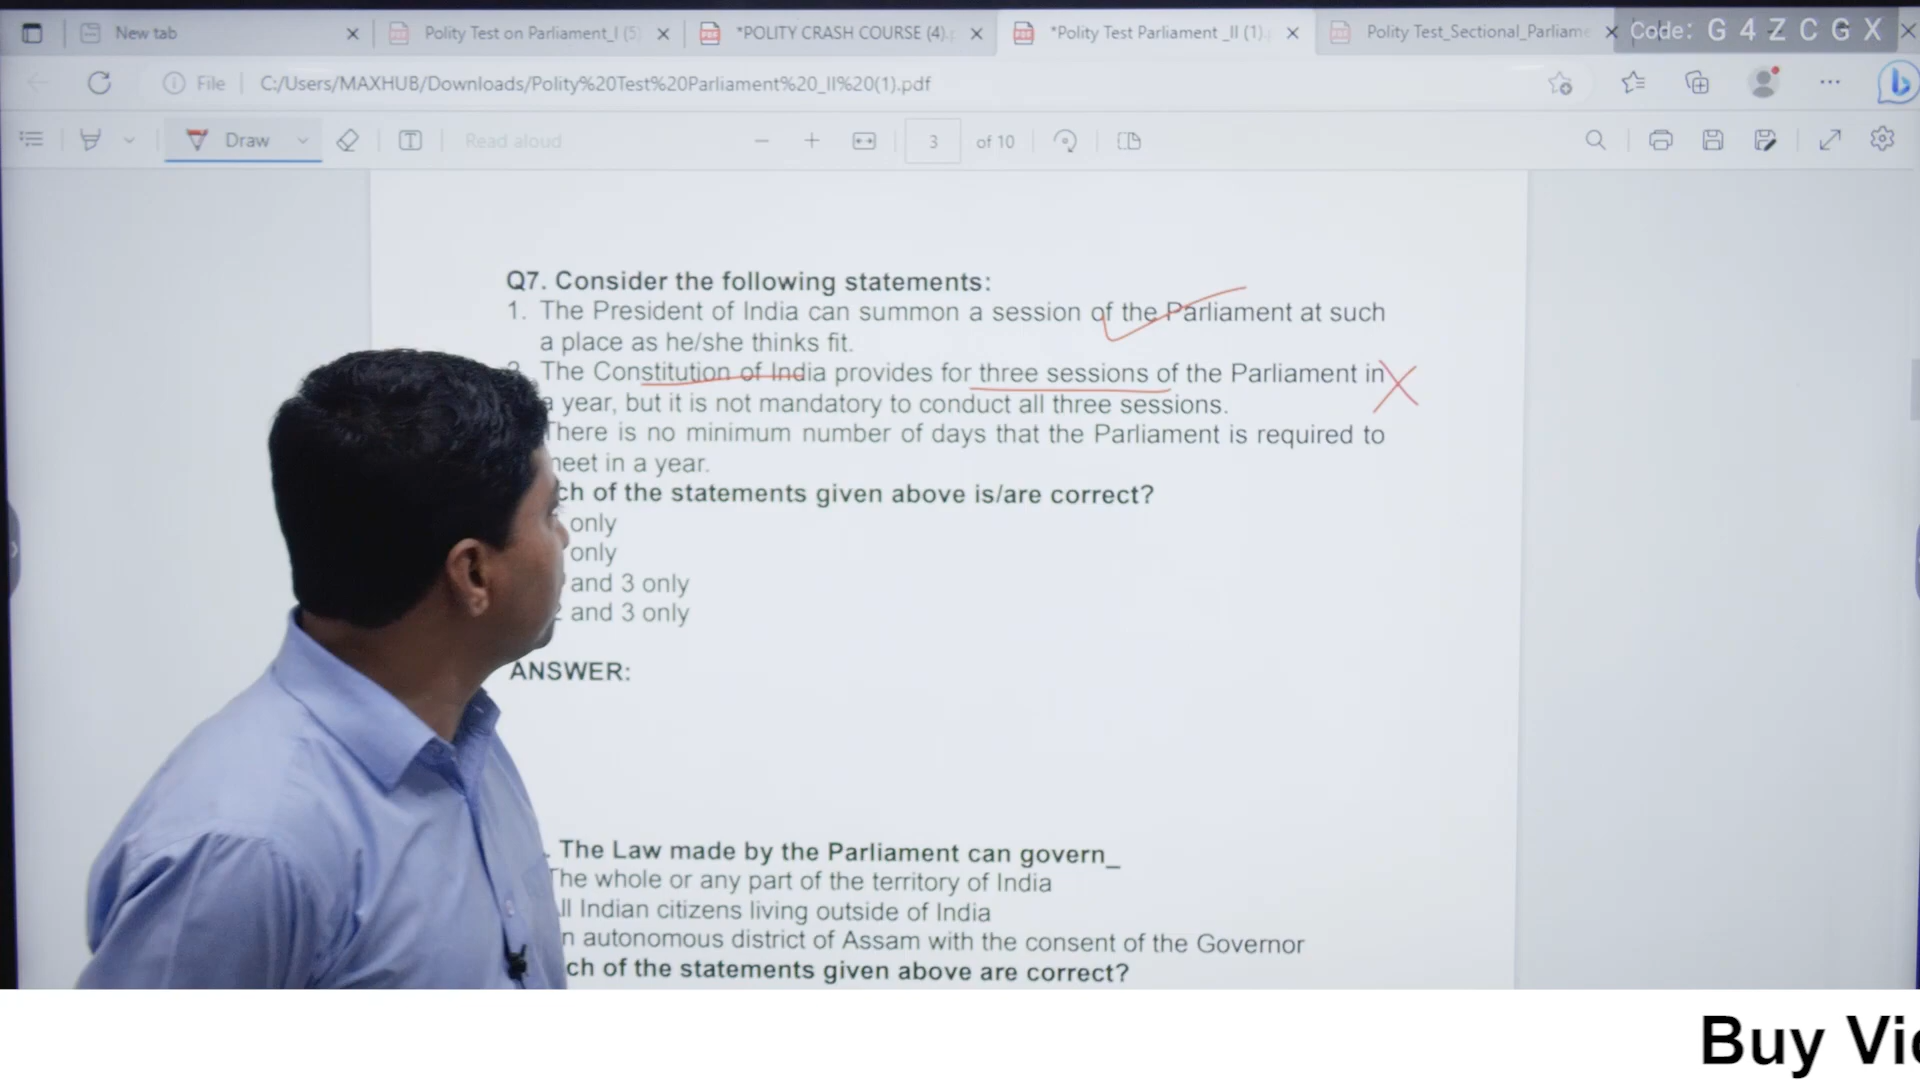 New tab
Polity Test on Parliament_I (5)
*POLITY CRASH COURSE (4).p
*Polity Test Parliament _II (1).
Polity Test_Sectional_Parliame
Code: G 4 Z C G X
File
C:/Users/MAXHUB/Downloads/Polity%20Test%20Parliament%20_II%20(1).pdf
Draw
Read aloud
3 of 10
Q7. Consider the following statements:
1. The President of India can summon a session of the Parliament at such
a place as he/she thinks fit.
The Constitution of India provides for three sessions of the Parliament in
a year, but it is not mandatory to conduct all three sessions.
There is no minimum number of days that the Parliament is required to
meet in a year.
ch of the statements given above is/are correct?
only
only
and 3 only
2 and 3 only
ANSWER:
. The Law made by the Parliament can govern_
The whole or any part of the territory of India
ll Indian citizens living outside of India
n autonomous district of Assam with the consent of the Governor
ch of the statements given above are correct?
Buy Vi